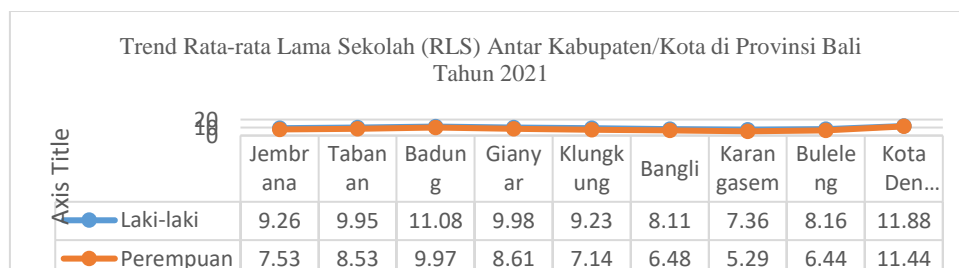 Trend Rata-rata Lama Sekolah (RLS) Antar Kabupaten/Kota di Provinsi Bali
Tahun 2021
Axis Title
20
10
0
Jembr
ana
Taban
an
Badun
g
Giany
ar
Klungk
ung
Bangli
Karan
gasem
Bulele
ng
Kota
Den...
Laki-laki 9.26 9.95 11.08 9.98 9.23 8.11 7.36 8.16 11.88
Perempuan 7.53 8.53 9.97 8.61 7.14 6.48 5.29 6.44 11.44